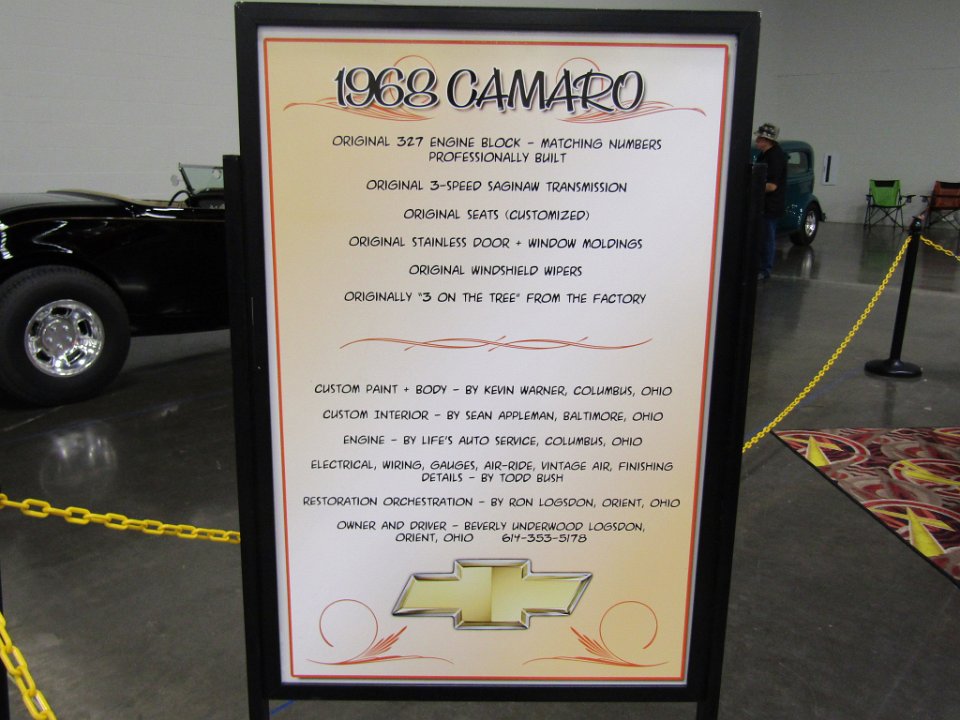 1968 CAMARO
ORIGINAL 327 ENGINE BLOCK - MATCHING NUMBERS
PROFESSIONALLY BUILT
ORIGINAL 3-SPEED SAGINAW TRANSMISSION
ORIGINAL SEATS (CUSTOMIZED)
ORIGINAL STAINLESS DOOR + WINDOW MOLDINGS
ORIGINAL WINDSHIELD WIPERS
ORIGINALLY "3 ON THE TREE" FROM THE FACTORY
CUSTOM PAINT + BODY - BY KEVIN WARNER, COLUMBUS, OHIO
CUSTOM INTERIOR - BY SEAN APPLEMAN, BALTIMORE, OHIO
ENGINE - BY LIFE'S AUTO SERVICE, COLUMBUS, OHIO
ELECTRICAL, WIRING, GAUGES, AIR-RIDE, VINTAGE AIR, FINISHING
DETAILS - BY TODD BUSH
RESTORATION ORCHESTRATION - BY RON LOGSDON, ORIENT, OHIO
OWNER AND DRIVER - BEVERLY UNDERWOOD LOGSDON,
ORIENT, OHIO 614-353-5178